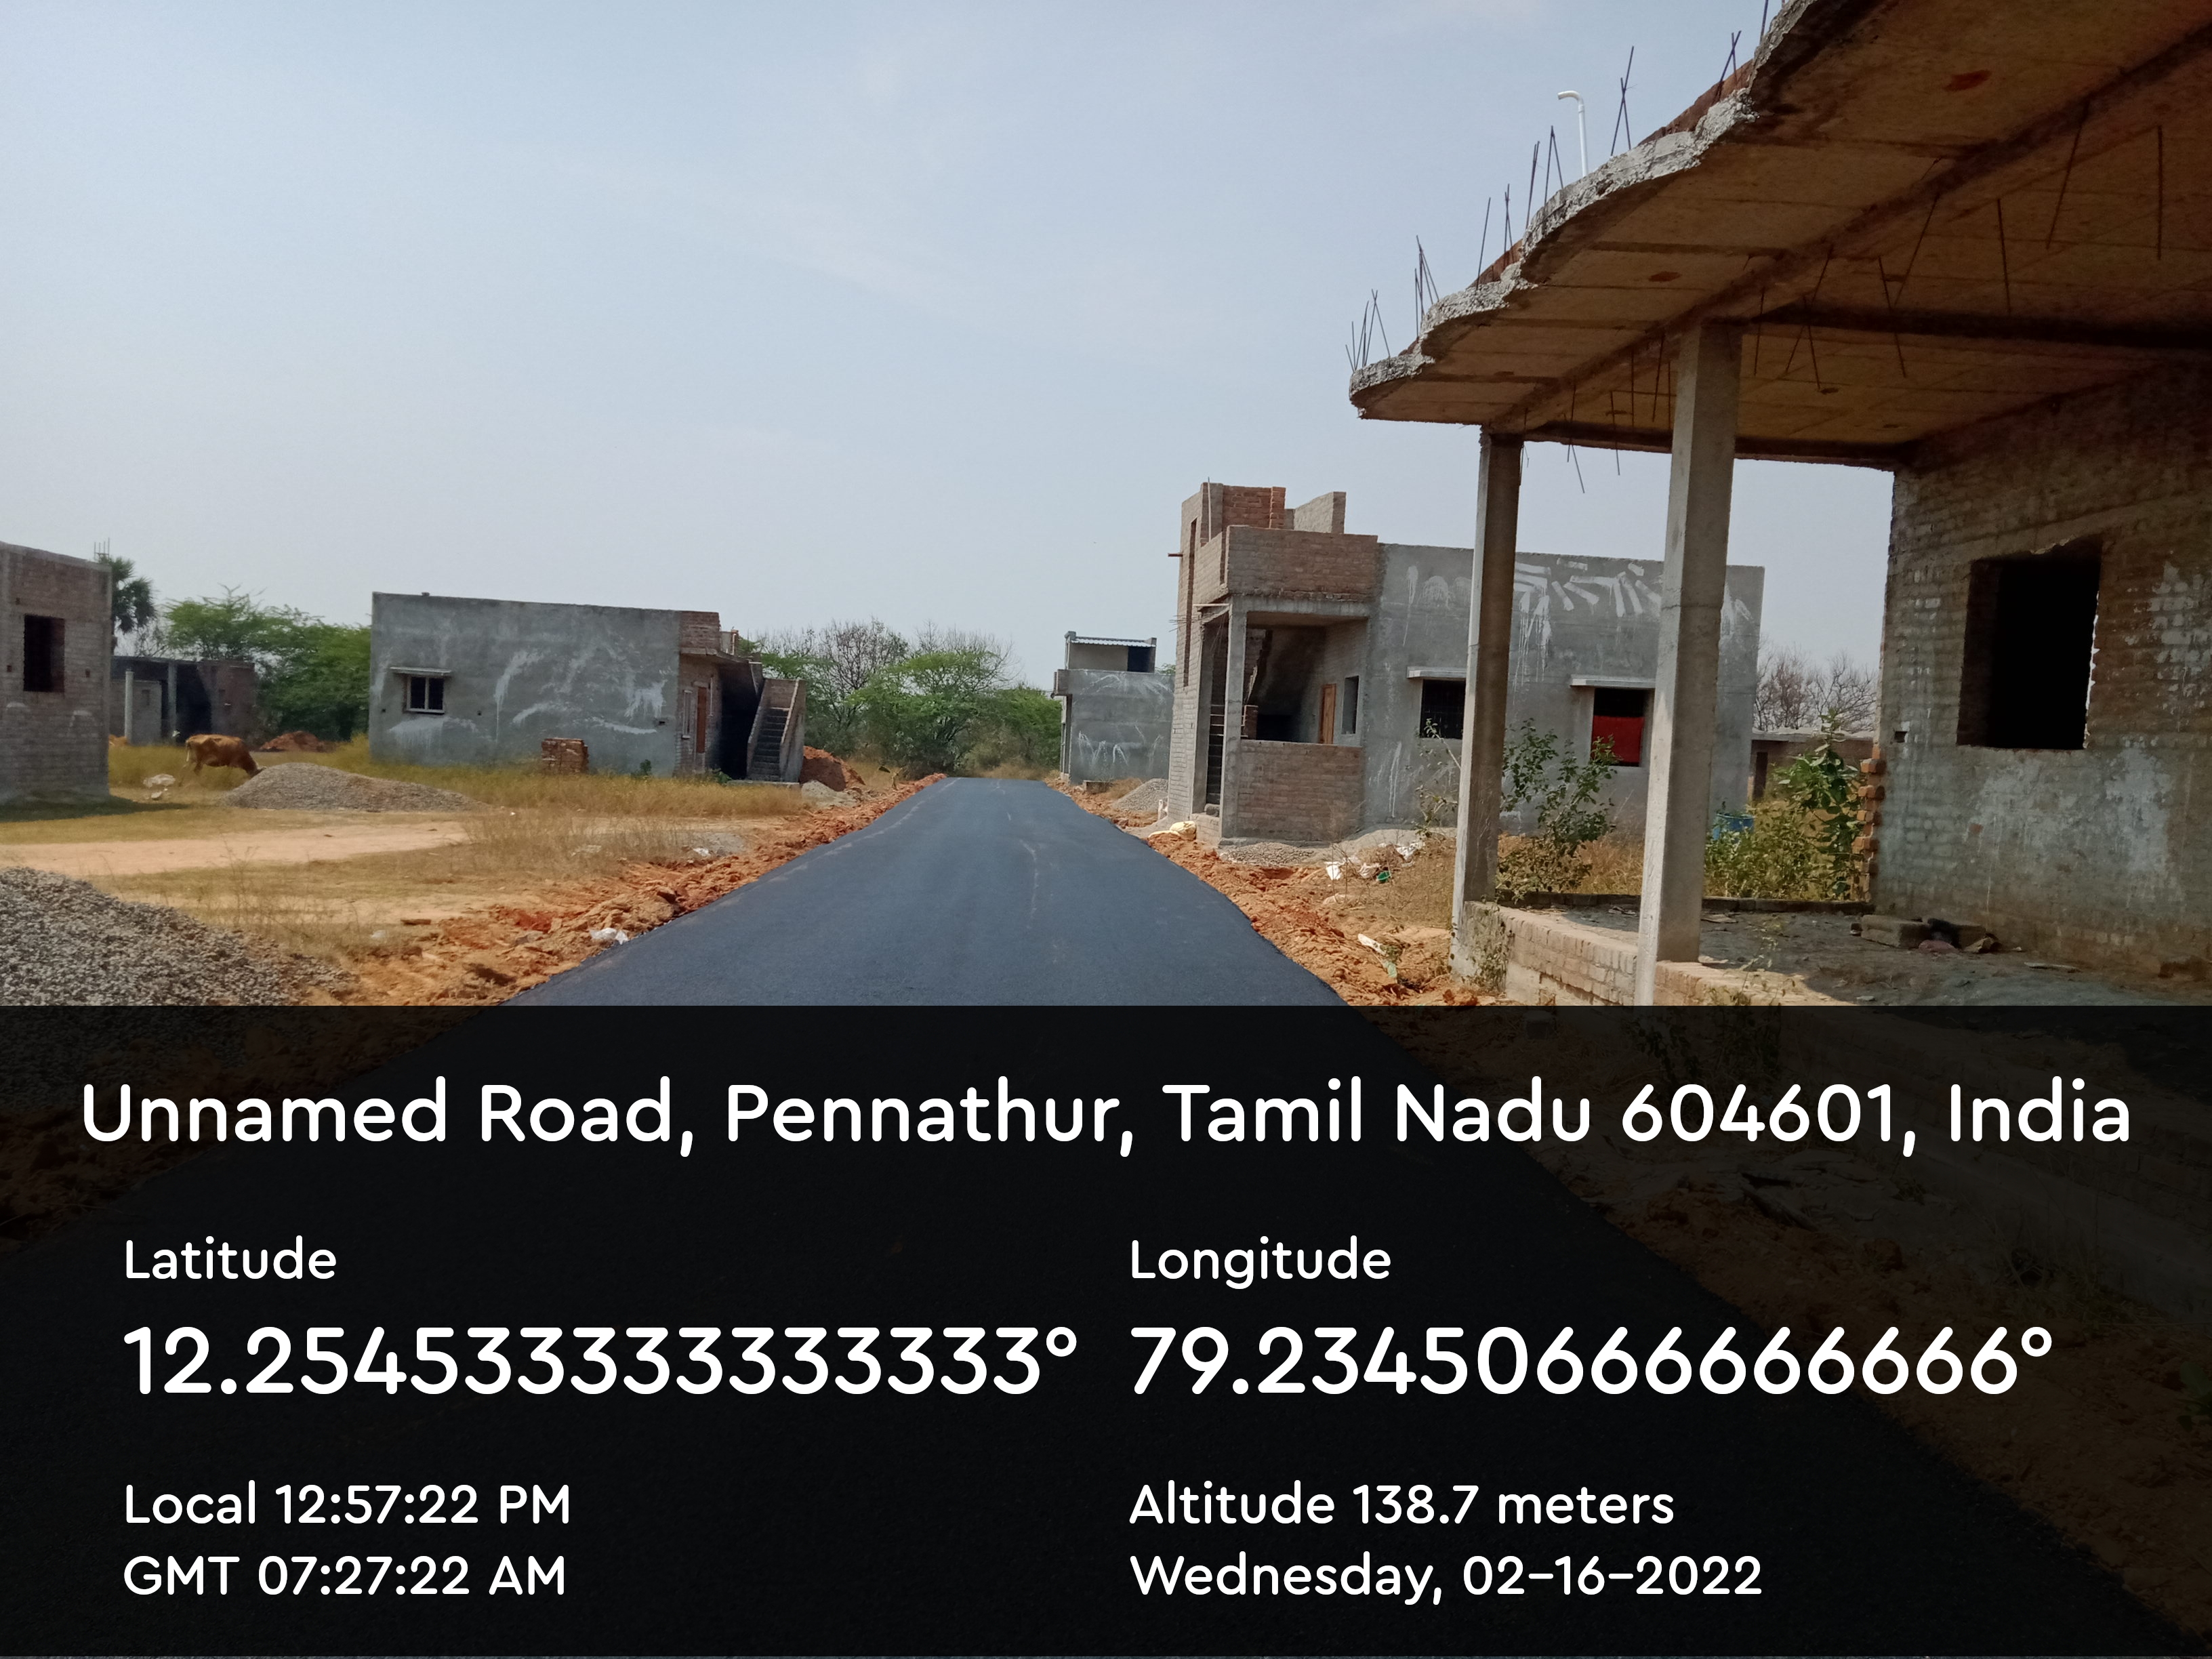 Unnamed Road, Pennathur, Tamil Nadu 604601, India
Latitude
12.254533333333333°
Longitude
79.23450666666666°
Local 12:57:22 PM
GMT 07:27:22 AM
Altitude 138.7 meters
Wednesday, 02-16-2022